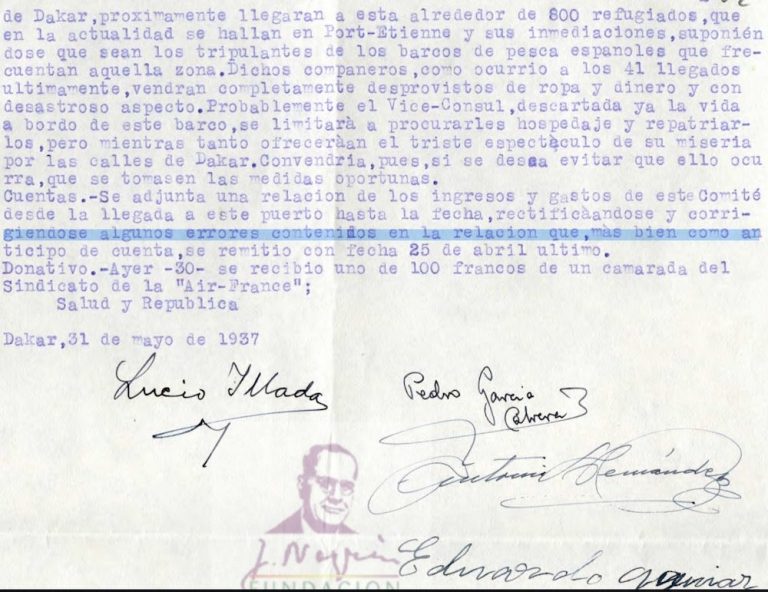 de Dakar,proximamente llegaran a esta alrededor de 800 refugiados,que
en la actualidad se hallan en Port-Etienne y sus inmediaciones,suponién
dose que sean los tripulantes de los barcos de pesca españoles que fre-
cuentan aquella zona.Dichos compañeros,como ocurrio a los 41 llegados
ultimamente,vendran completamente desprovistos de ropa y dinero y con
desastroso aspecto.Probablemente el Vice-Consul,descartada ya la vida
a bordo de este barco,se limitarà a procurarles hospedaje y repatriar-
los,pero mientras tanto ofreceràan el triste espectàculo de su miseria
por las calles de Dakar.Convendria,pues,si se desea evitar que ello ocu
rra,que se tomasen las medidas oportunas.
Cuentas.-Se adjunta una relacion de los ingresos y gastos de esteComité
desde la llegada a este puerto hasta la fecha,rectificàandose y corri-
giendose algunos errores contenidos en la relacion que,màs bien como an
ticipo de cuenta,se remitio con fecha 25 de abril ultimo.
Donativo.-Ayer -30- se recibio uno de 100 francos de un camarada del
Sindicato de la "Air-France";
Salud y Republica
Dakar,31 de mayo de 1937
Lucio Illada
Pedro García
Cabrera
Antonio Hernández
J. Negrín
Eduardo Aguiar
FUNDACION